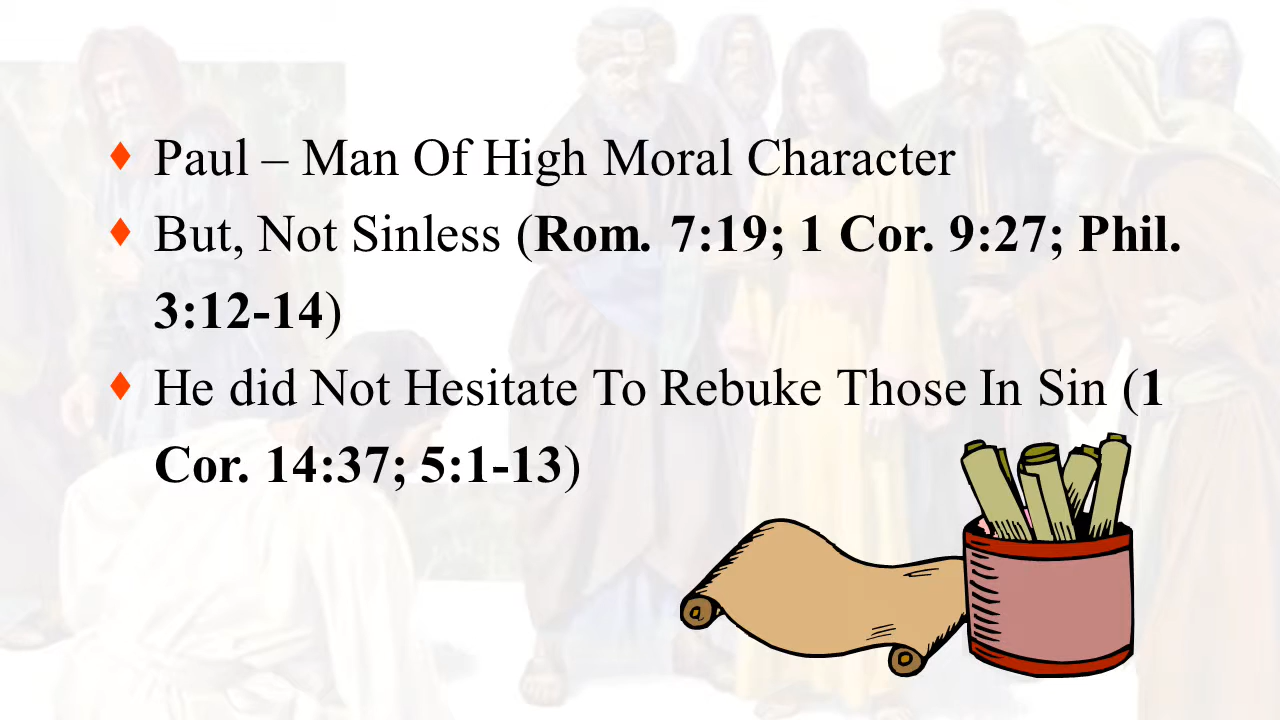 Paul – Man Of High Moral Character
But, Not Sinless (Rom. 7:19; 1 Cor. 9:27; Phil.
3:12-14)
He did Not Hesitate To Rebuke Those In Sin (1
Cor. 14:37; 5:1-13)